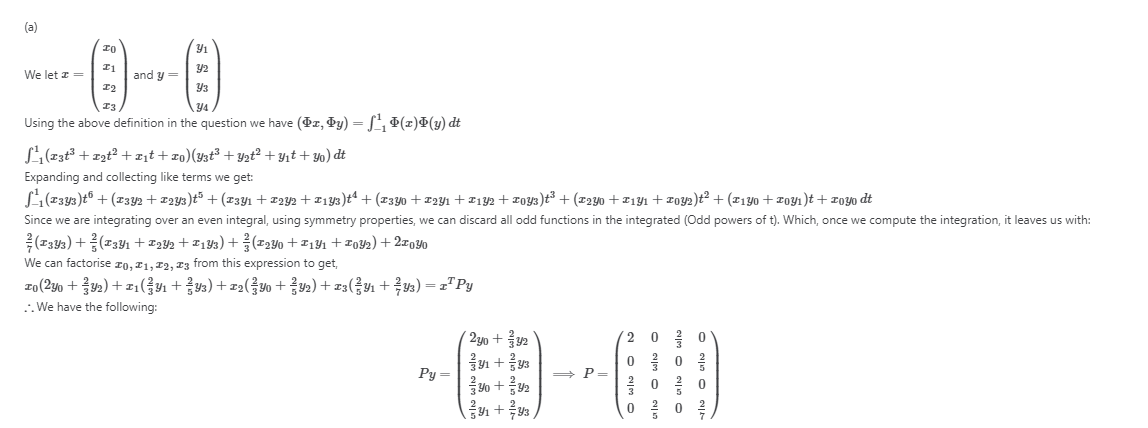 (a)
We let $x = \begin{pmatrix} x_0 \\ x_1 \\ x_2 \\ x_3 \end{pmatrix}$ and $y = \begin{pmatrix} y_1 \\ y_2 \\ y_3 \\ y_4 \end{pmatrix}$
Using the above definition in the question we have $(\Phi x, \Phi y) = \int_{-1}^{1} \Phi(x)\Phi(y)\, dt$
$\int_{-1}^{1} (x_3t^3 + x_2t^2 + x_1t + x_0)(y_3t^3 + y_2t^2 + y_1t + y_0)\, dt$
Expanding and collecting like terms we get:
$\int_{-1}^{1} (x_3y_3)t^6 + (x_3y_2 + x_2y_3)t^5 + (x_3y_1 + x_2y_2 + x_1y_3)t^4 + (x_3y_0 + x_2y_1 + x_1y_2 + x_0y_3)t^3 + (x_2y_0 + x_1y_1 + x_0y_2)t^2 + (x_1y_0 + x_0y_1)t + x_0y_0\, dt$
Since we are integrating over an even integral, using symmetry properties, we can discard all odd functions in the integrated (Odd powers of t). Which, once we compute the integration, it leaves us with:
$\frac{2}{7}(x_3y_3) + \frac{2}{5}(x_3y_1 + x_2y_2 + x_1y_3) + \frac{2}{3}(x_2y_0 + x_1y_1 + x_0y_2) + 2x_0y_0$
We can factorise $x_0, x_1, x_2, x_3$ from this expression to get,
$x_0(2y_0 + \frac{2}{3}y_2) + x_1(\frac{2}{3}y_1 + \frac{2}{5}y_3) + x_2(\frac{2}{3}y_0 + \frac{2}{5}y_2) + x_3(\frac{2}{5}y_1 + \frac{2}{7}y_3) = x^T Py$
∴ We have the following:
$Py = \begin{pmatrix} 2y_0 + \frac{2}{3}y_2 \\ \frac{2}{3}y_1 + \frac{2}{5}y_3 \\ \frac{2}{3}y_0 + \frac{2}{5}y_2 \\ \frac{2}{5}y_1 + \frac{2}{7}y_3 \end{pmatrix} \implies P = \begin{pmatrix} 2 & 0 & \frac{2}{3} & 0 \\ 0 & \frac{2}{3} & 0 & \frac{2}{5} \\ \frac{2}{3} & 0 & \frac{2}{5} & 0 \\ 0 & \frac{2}{5} & 0 & \frac{2}{7} \end{pmatrix}$